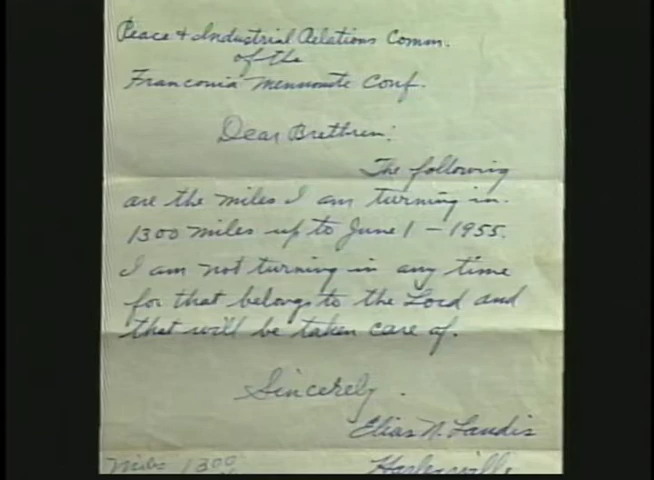 Peace & Industrial Relations Comm.
of the
Franconia Mennonite Conf.
Dear Brethren:
The following
are the miles I am turning in.
1300 miles up to June 1 - 1955.
I am not turning in any time
for that belongs to the Lord and
that will be taken care of.
Sincerely.
Elias N. Landis
Miles 1300 Harleysville